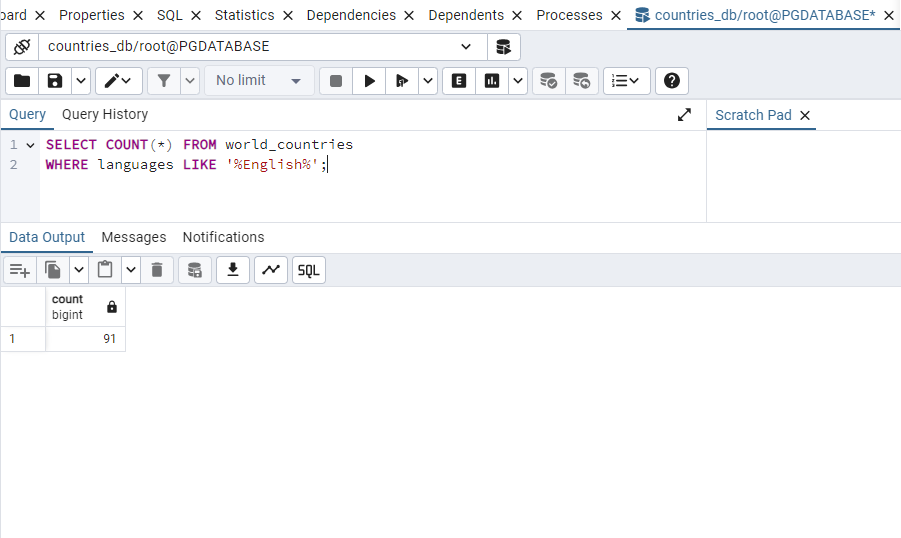 oard Properties SQL Statistics Dependencies Dependents Processes countries_db/root@PGDATABASE*
countries_db/root@PGDATABASE
No limit
Query Query History
Scratch Pad
1 SELECT COUNT(*) FROM world_countries
2 WHERE languages LIKE '%English%';
Data Output Messages Notifications
SQL
count
bigint
1 91